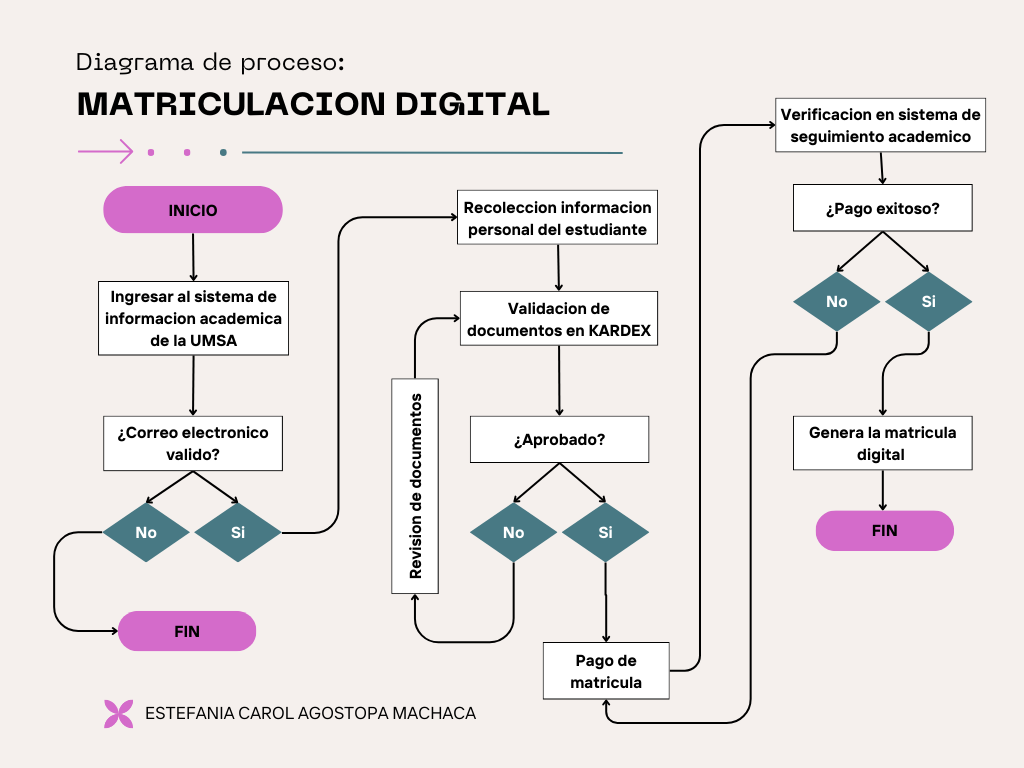 Diagrama de proceso:
MATRICULACION DIGITAL
INICIO
Ingresar al sistema de
informacion academica
de la UMSA
¿Correo electronico
valido?
No
Si
FIN
Recoleccion informacion
personal del estudiante
Validacion de
documentos en KARDEX
Revision de documentos
¿Aprobado?
No
Si
Pago de
matricula
Verificacion en sistema de
seguimiento academico
¿Pago exitoso?
No
Si
Genera la matricula
digital
FIN
ESTEFANIA CAROL AGOSTOPA MACHACA